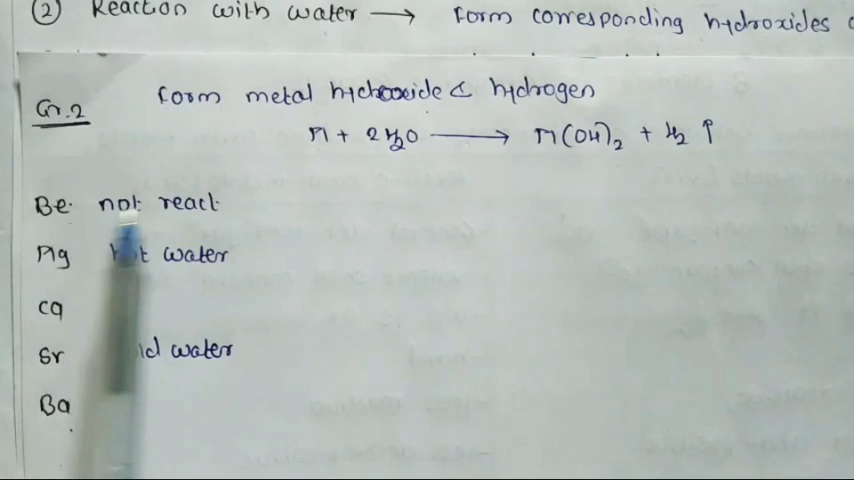 ② Reaction with water → Form corresponding hydroxides
Gr.2 Form metal hydroxide & hydrogen
M + 2H₂O → M(OH)₂ + H₂ ↑
Be not react
Mg hot water
Ca
Sr water
Ba